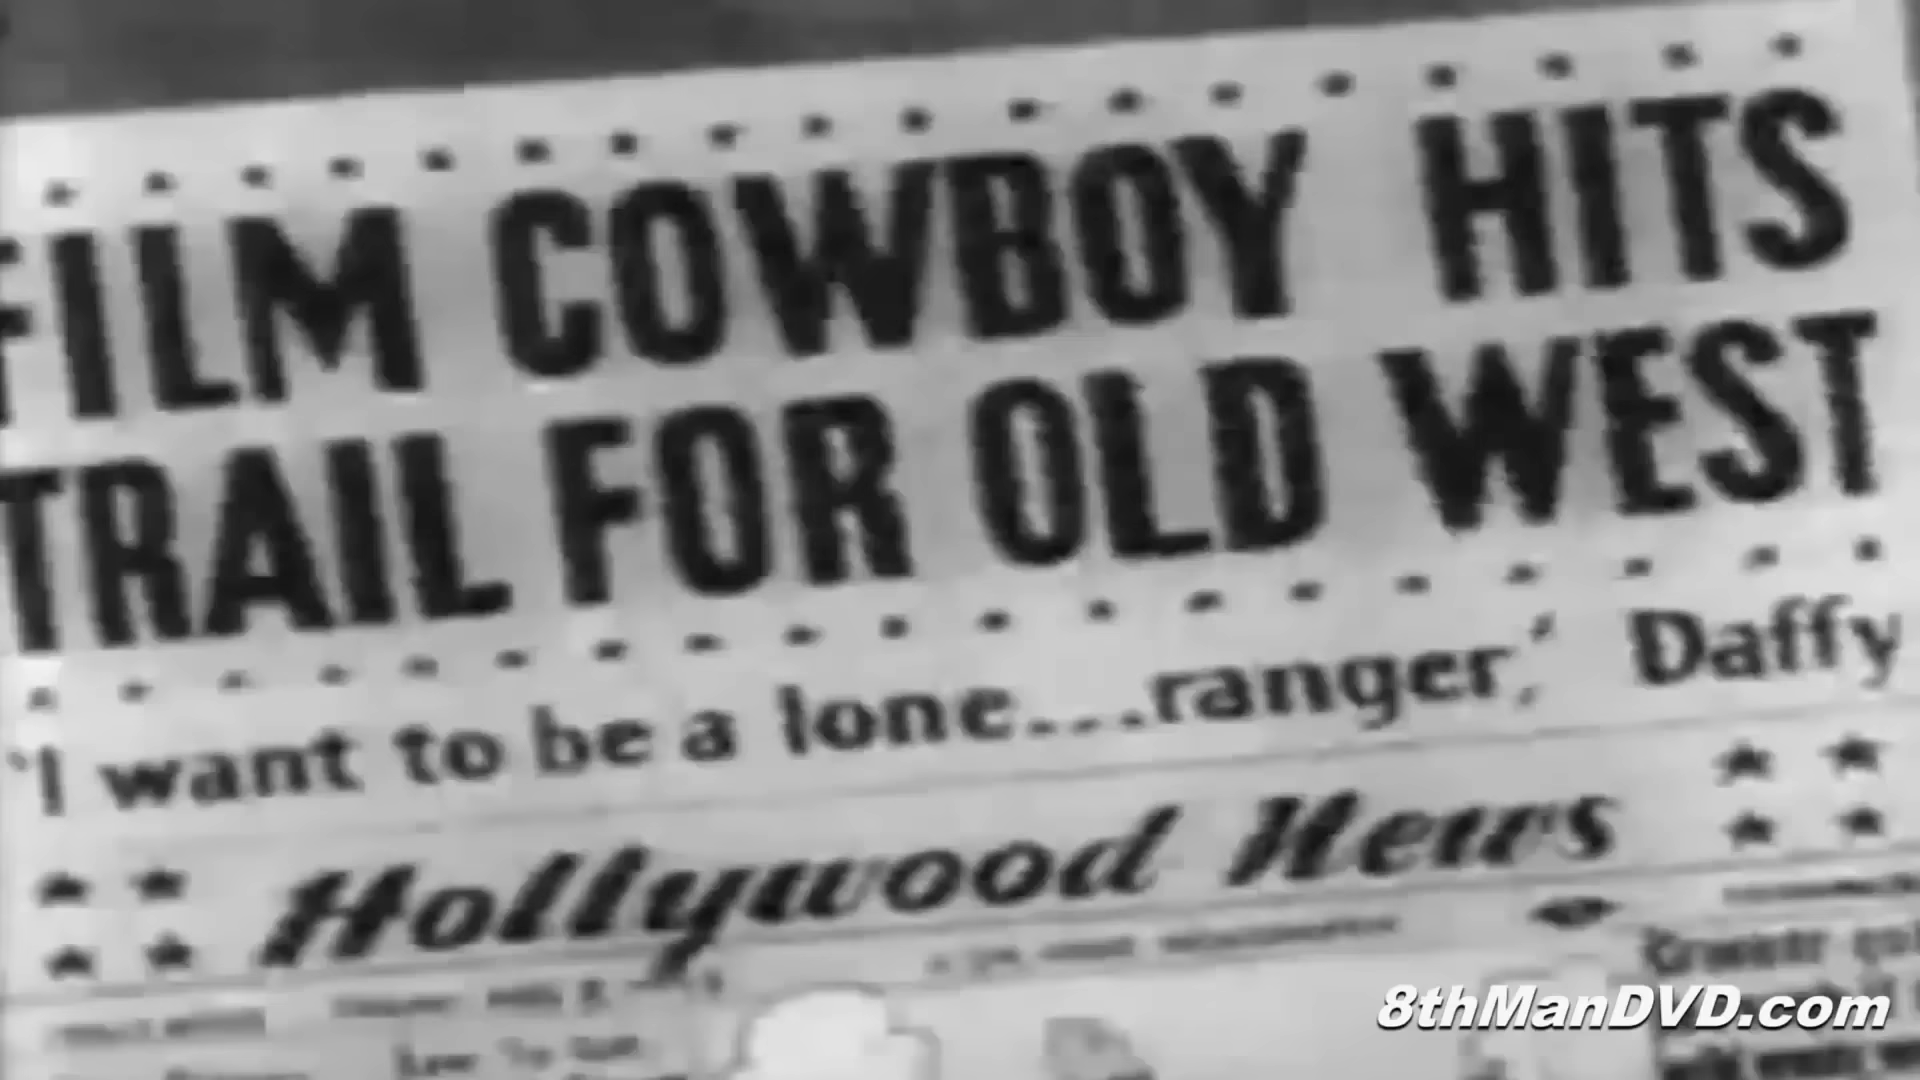 FILM COWBOY HITS
TRAIL FOR OLD WEST
'I want to be a lone...ranger,' Daffy
Hollywood News
8thManDVD.com